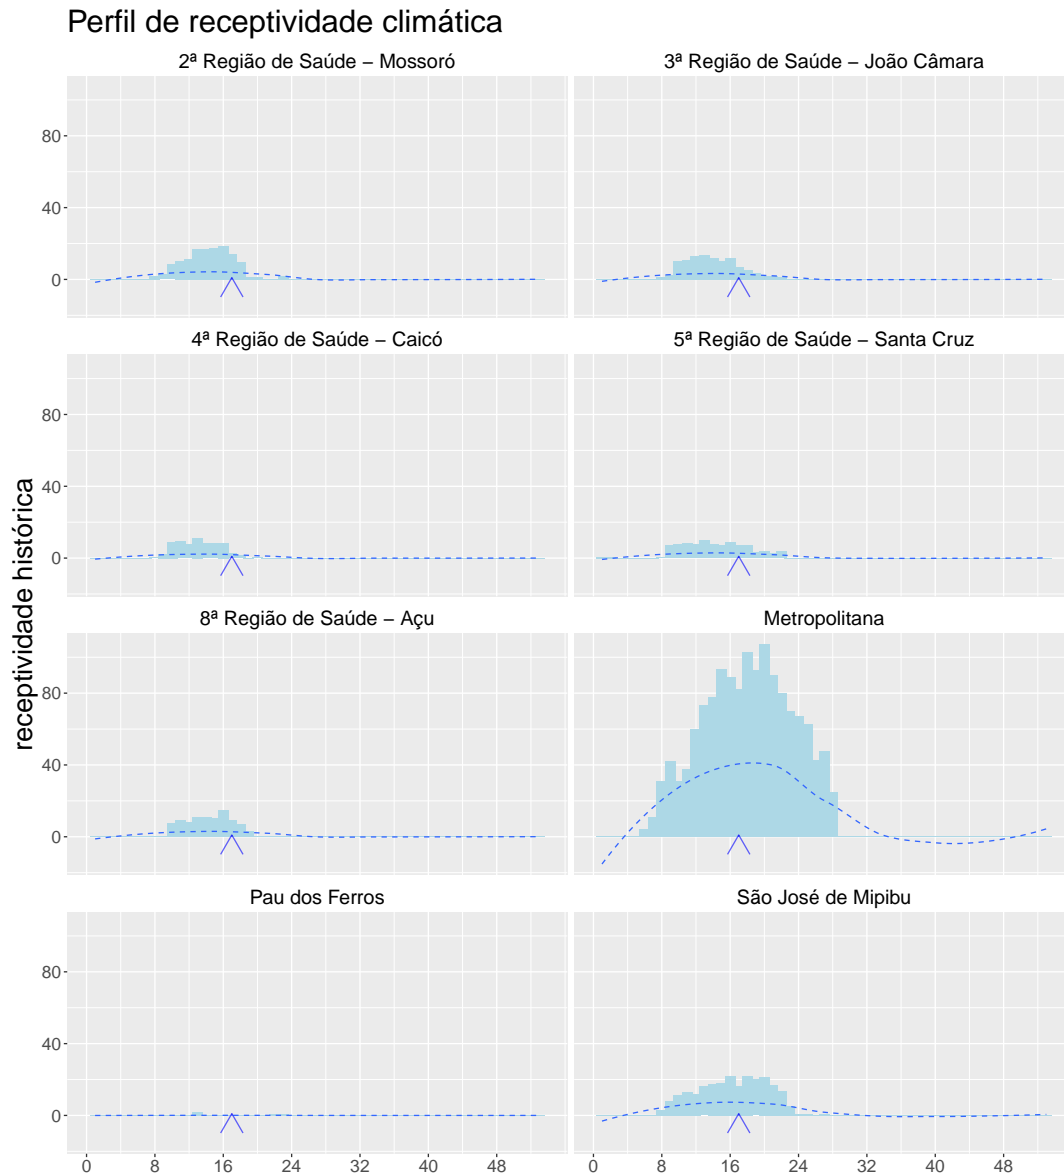 Perfil de receptividade climática
2ª Região de Saúde − Mossoró
3ª Região de Saúde − João Câmara
80
40
0
4ª Região de Saúde − Caicó
5ª Região de Saúde − Santa Cruz
80
40
0
receptividade histórica
8ª Região de Saúde − Açu
Metropolitana
80
40
0
Pau dos Ferros
São José de Mipibu
80
40
0
0 8 16 24 32 40 48
0 8 16 24 32 40 48